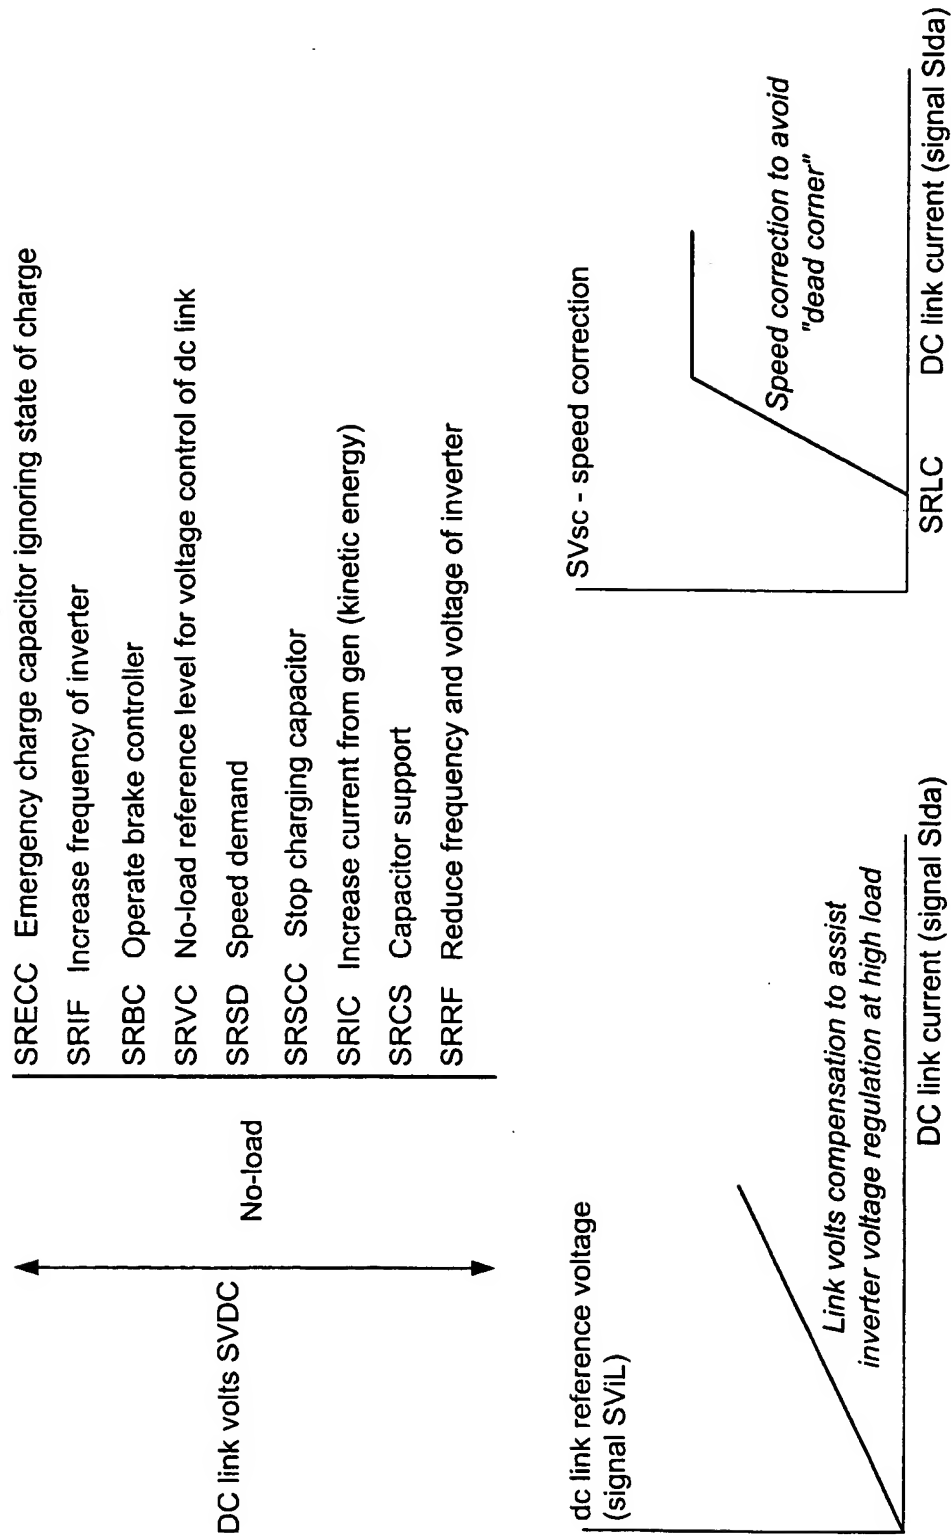 DC link volts SVDC
No-load
SRECC Emergency charge capacitor ignoring state of charge
SRIF Increase frequency of inverter
SRBC Operate brake controller
SRVC No-load reference level for voltage control of dc link
SRSD Speed demand
SRSCC Stop charging capacitor
SRIC Increase current from gen (kinetic energy)
SRCS Capacitor support
SRRF Reduce frequency and voltage of inverter
dc link reference voltage
(signal SViL)
Link volts compensation to assist
inverter voltage regulation at high load
DC link current (signal SIda)
SVsc - speed correction
Speed correction to avoid
"dead corner"
SRLC
DC link current (signal SIda)